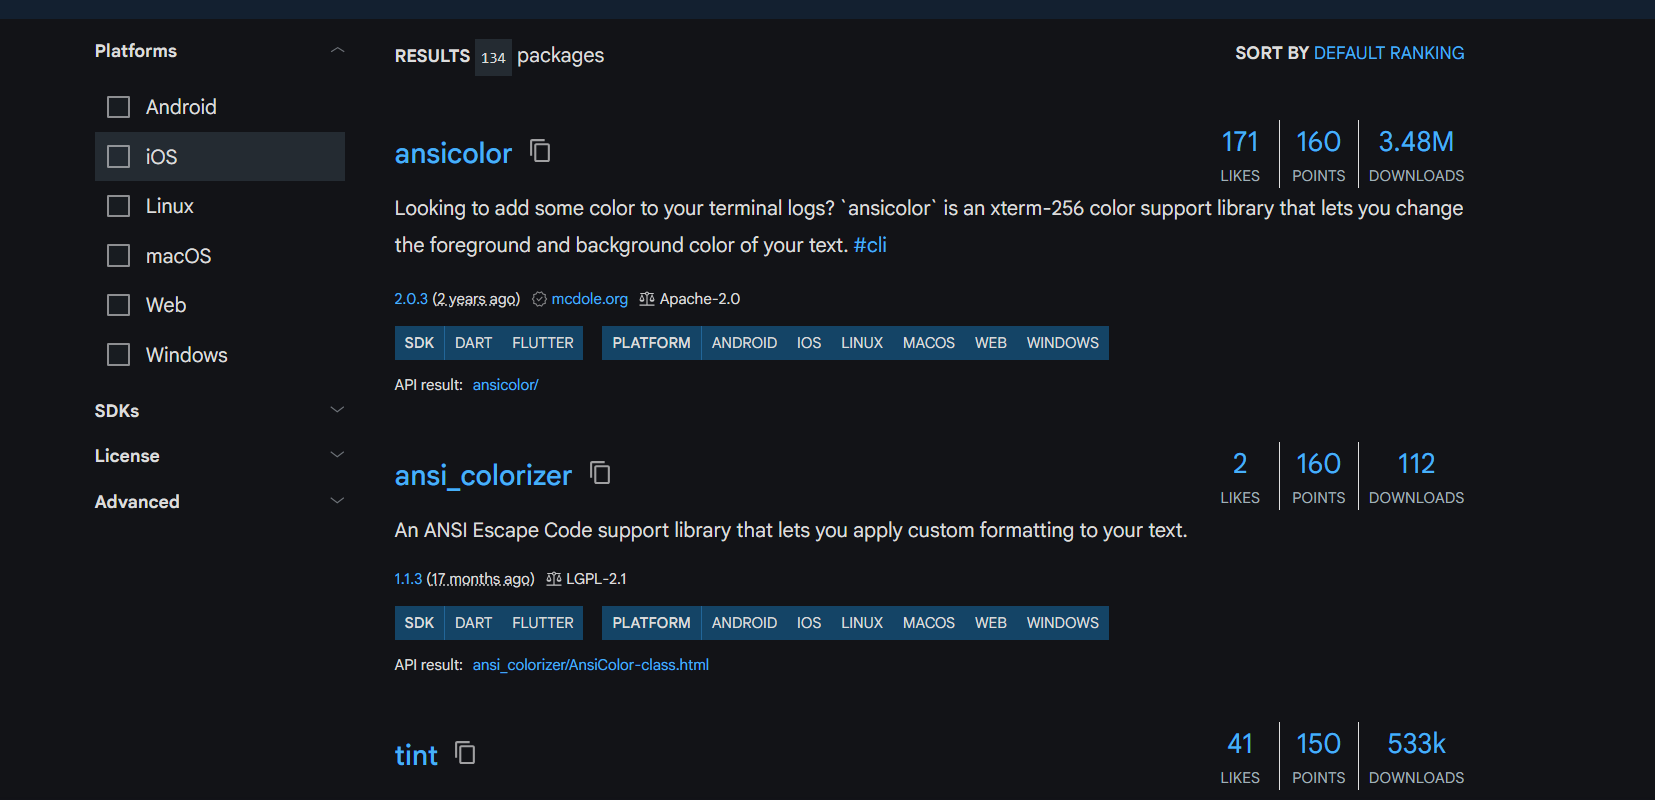 Platforms
Android
iOS
Linux
macOS
Web
Windows
SDKs
License
Advanced
RESULTS 134 packages
SORT BY DEFAULT RANKING
ansicolor
171 LIKES
160 POINTS
3.48M DOWNLOADS
Looking to add some color to your terminal logs? `ansicolor` is an xterm-256 color support library that lets you change
the foreground and background color of your text. #cli
2.0.3 (2 years ago) mcdole.org Apache-2.0
SDK DART FLUTTER PLATFORM ANDROID IOS LINUX MACOS WEB WINDOWS
API result: ansicolor/
ansi_colorizer
2 LIKES
160 POINTS
112 DOWNLOADS
An ANSI Escape Code support library that lets you apply custom formatting to your text.
1.1.3 (17 months ago) LGPL-2.1
SDK DART FLUTTER PLATFORM ANDROID IOS LINUX MACOS WEB WINDOWS
API result: ansi_colorizer/AnsiColor-class.html
tint
41 LIKES
150 POINTS
533k DOWNLOADS